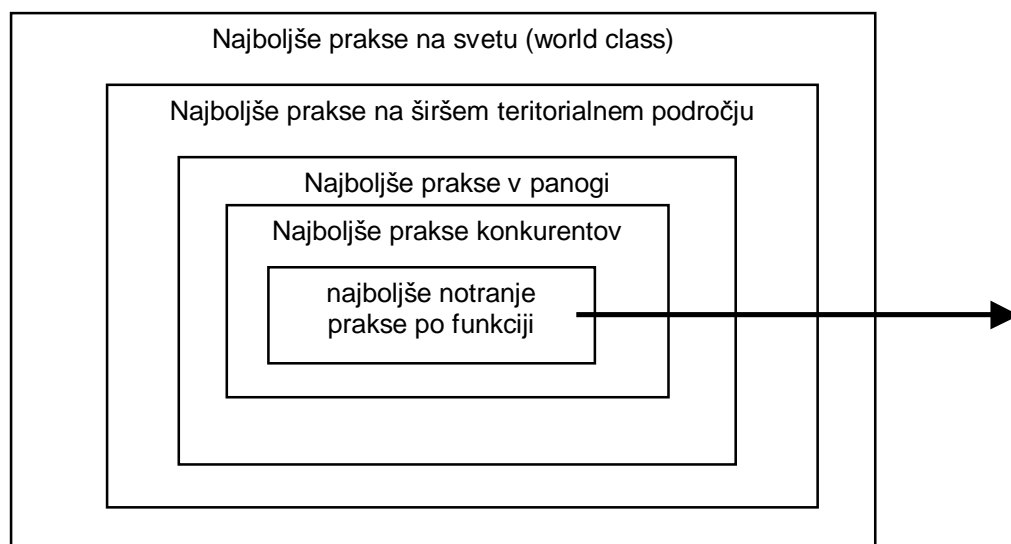 Najboljše prakse na svetu (world class)
Najboljše prakse na širšem teritorialnem področju
Najboljše prakse v panogi
Najboljše prakse konkurentov
najboljše notranje
prakse po funkciji